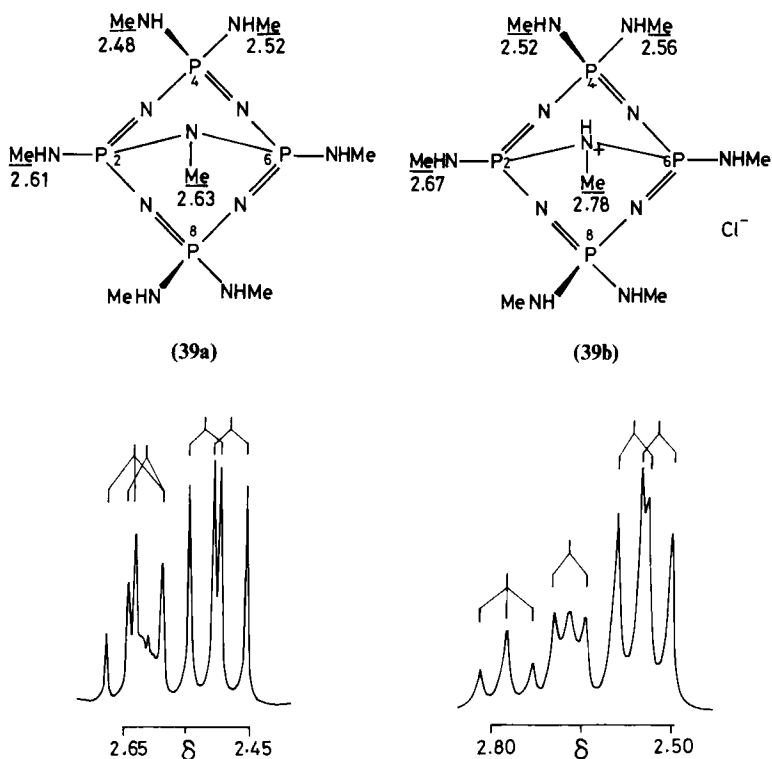 MeNH NHMe MeHN NHMe
2.48 2.52 2.52 2.56
P P
4 4
N N N N
N H
N
+
MeHN P P NHMe MeHN P P NHMe
2 6 2 6
2.61 Me 2.67 Me
2.63 2.78
N N N N
8 8
P P Cl⁻
MeHN NHMe MeNH NHMe
(39a) (39b)
2.65 δ 2.45 2.80 δ 2.50